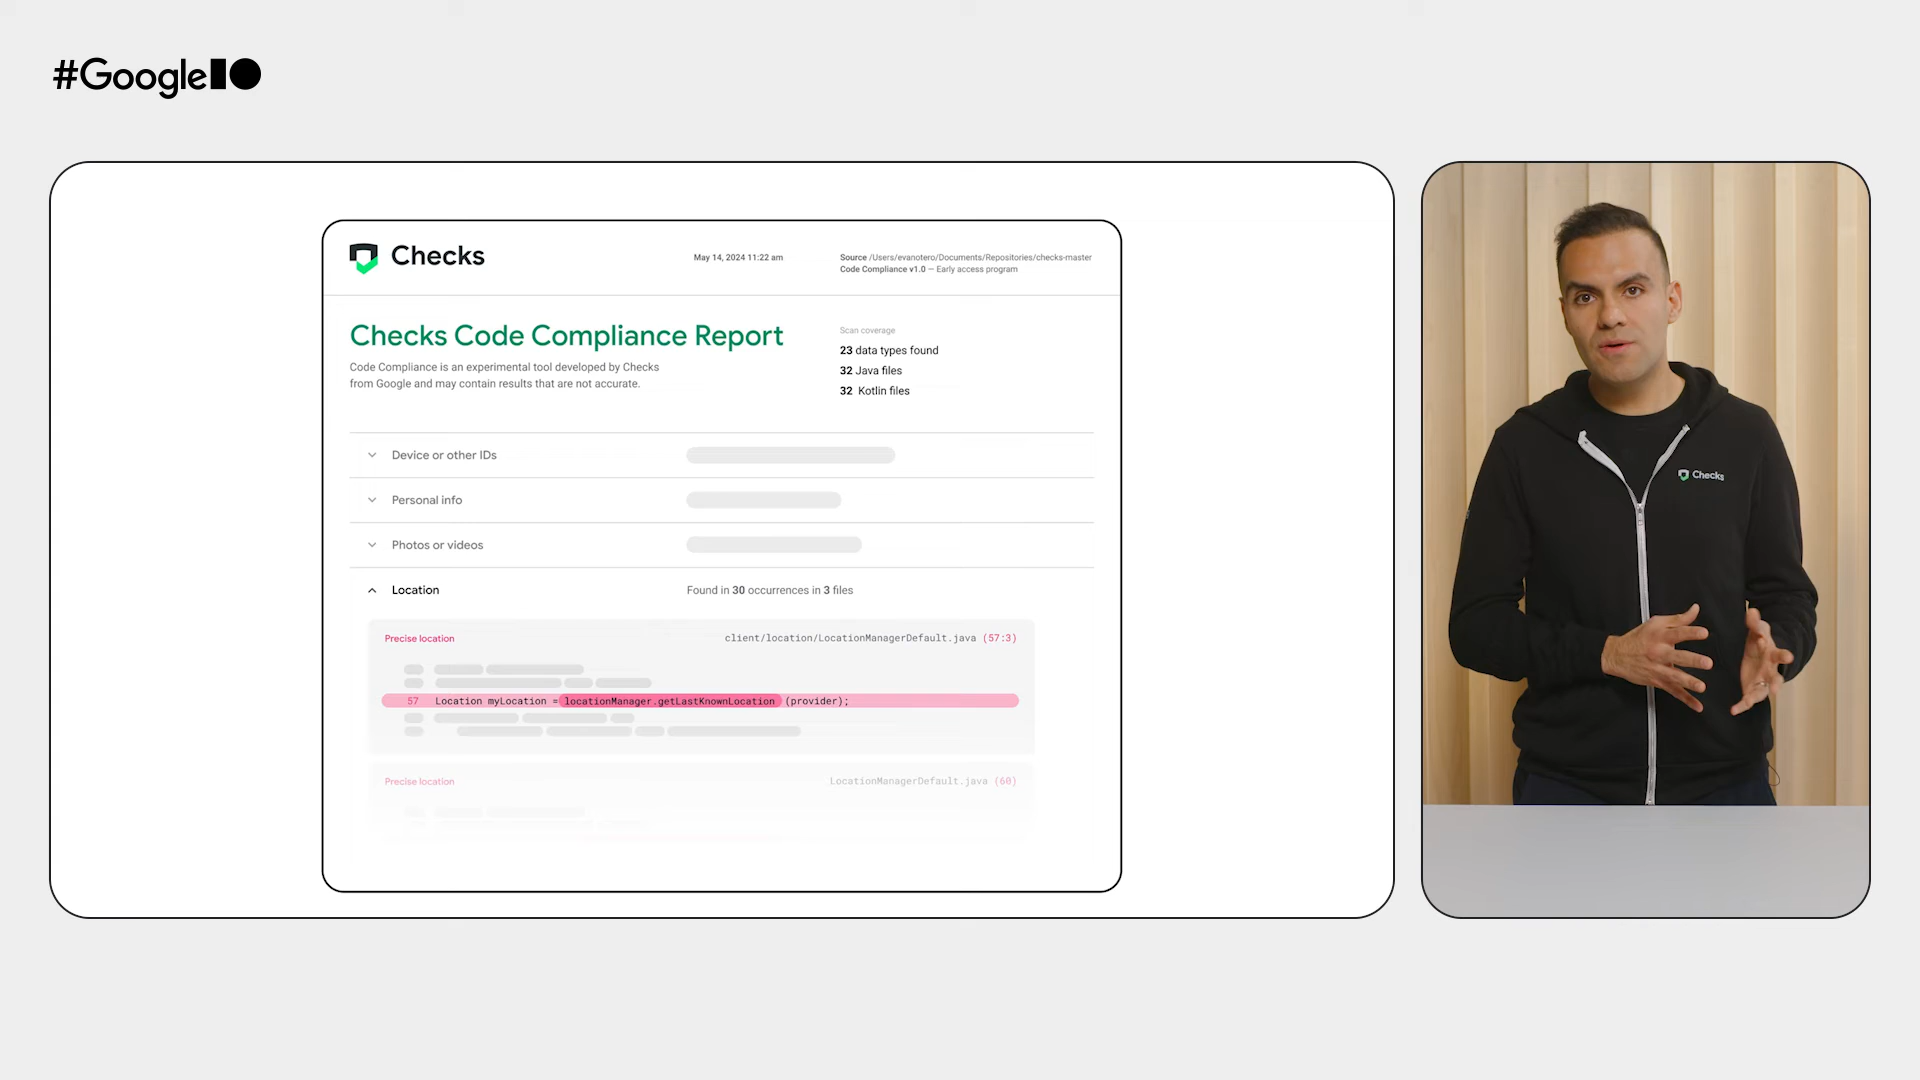 #GoogleIO
Checks
May 14, 2024 11:22 am
Source /Users/evanotero/Documents/Repositories/checks-master
Code Compliance v1.0 — Early access program
Checks Code Compliance Report
Code Compliance is an experimental tool developed by Checks
from Google and may contain results that are not accurate.
Scan coverage
23 data types found
32 Java files
32 Kotlin files
Device or other IDs
Personal info
Photos or videos
Location
Found in 30 occurrences in 3 files
Precise location
client/location/LocationManagerDefault.java (57:3)
57 Location myLocation = locationManager.getLastKnownLocation (provider);
Precise location
LocationManagerDefault.java (60)
Checks